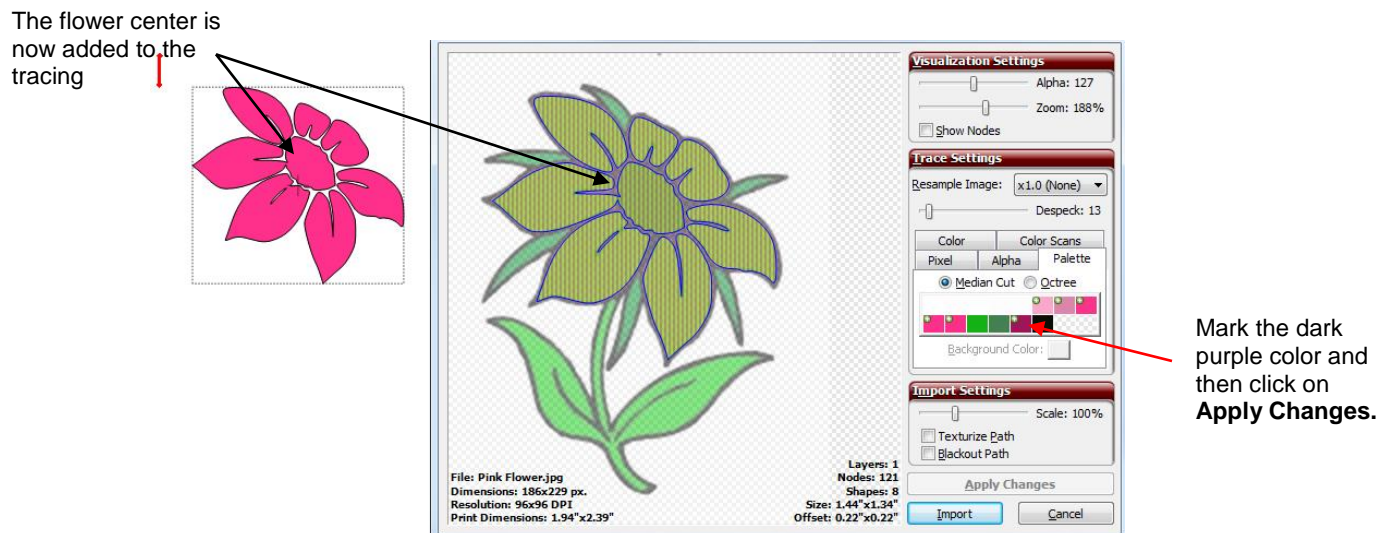 The flower center is
now added to the
tracing
Visualization Settings
Alpha: 127
Zoom: 188%
Show Nodes
Trace Settings
Resample Image: x1.0 (None)
Despeck: 13
Color Color Scans
Pixel Alpha Palette
Median Cut Octree
Background Color:
Import Settings
Scale: 100%
Texturize Path
Blackout Path
Apply Changes
Import Cancel
File: Pink Flower.jpg
Dimensions: 186x229 px.
Resolution: 96x96 DPI
Print Dimensions: 1.94"x2.39"
Layers: 1
Nodes: 121
Shapes: 8
Size: 1.44"x1.34"
Offset: 0.22"x0.22"
Mark the dark
purple color and
then click on
Apply Changes.